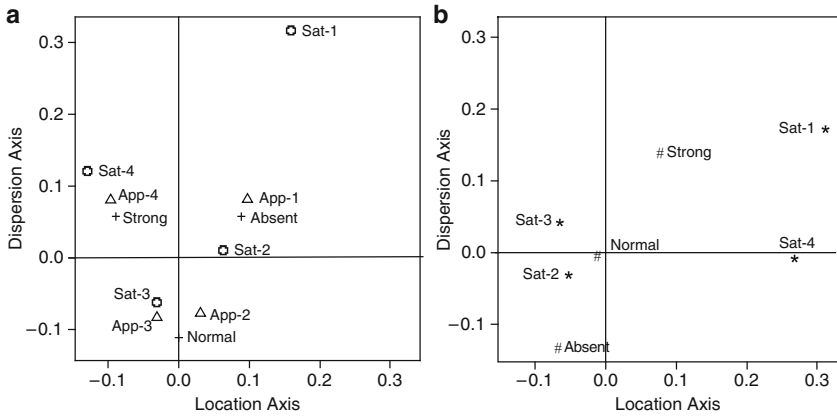 a
Dispersion Axis
0.3
0.2
0.1
0.0
−0.1
Sat-1
Sat-4
App-4
+Strong
App-1
+Absent
Sat-2
Sat-3
App-3
App-2
+Normal
−0.1
0.0
0.1
0.2
0.3
Location Axis
b
Dispersion Axis
0.3
0.2
0.1
0.0
−0.1
Sat-1 *
#Strong
Sat-3 *
Normal
#
Sat-4
*
Sat-2 *
#Absent
−0.1
0.0
0.1
0.2
0.3
Location Axis